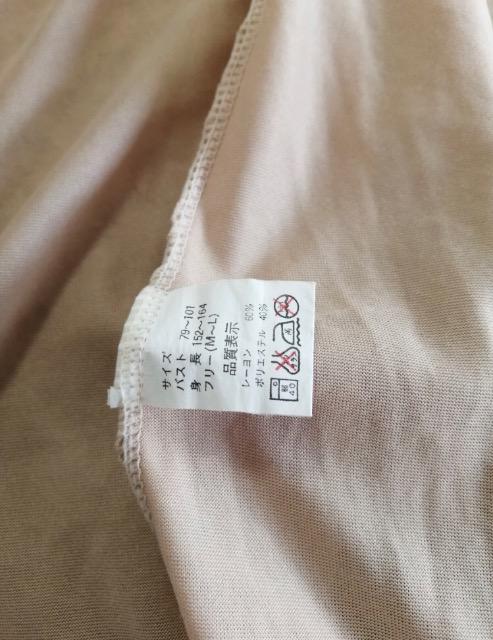 サイズ
バスト 79～101
身 長 152～164
フリー(M～L)
品質表示
レーヨン 60%
ポリエステル 40%
弱
40